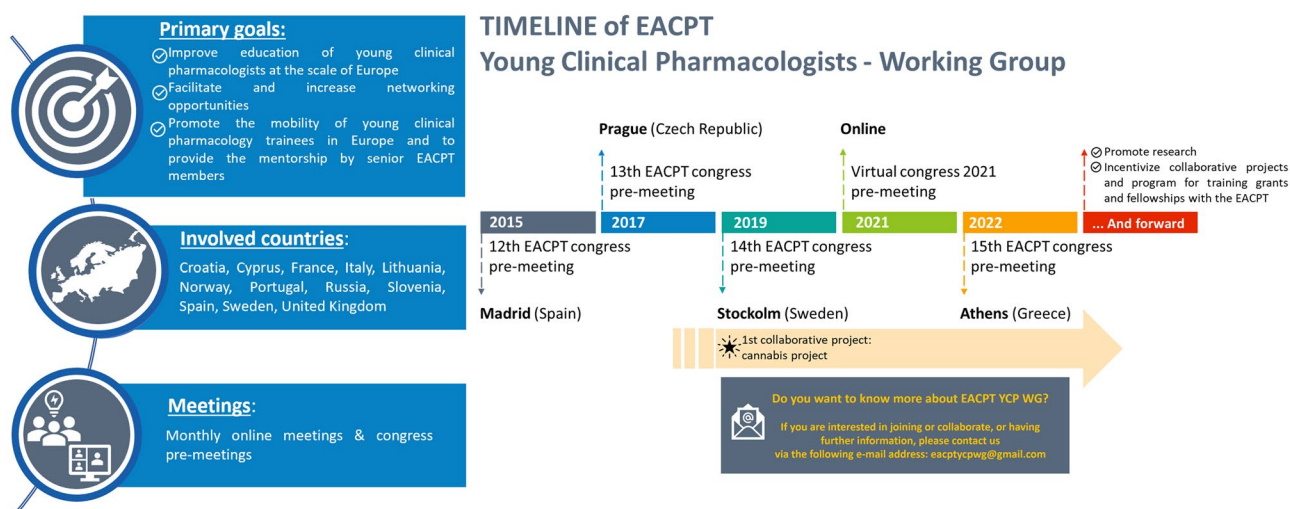 Primary goals:
Improve education of young clinical
pharmacologists at the scale of Europe
Facilitate and increase networking
opportunities
Promote the mobility of young clinical
pharmacology trainees in Europe and to
provide the mentorship by senior EACPT
members
Involved countries:
Croatia, Cyprus, France, Italy, Lithuania,
Norway, Portugal, Russia, Slovenia,
Spain, Sweden, United Kingdom
Meetings:
Monthly online meetings & congress
pre-meetings
TIMELINE of EACPT
Young Clinical Pharmacologists - Working Group
Prague (Czech Republic)
13th EACPT congress
pre-meeting
Online
Virtual congress 2021
pre-meeting
Promote research
Incentivize collaborative projects
and program for training grants
and fellowships with the EACPT
2015
2017
2019
2021
2022
... And forward
12th EACPT congress
pre-meeting
Madrid (Spain)
14th EACPT congress
pre-meeting
Stockolm (Sweden)
15th EACPT congress
pre-meeting
Athens (Greece)
1st collaborative project:
cannabis project
@
Do you want to know more about EACPT YCP WG?
If you are interested in joining or collaborate, or having
further information, please contact us
via the following e-mail address: eacptycpwg@gmail.com